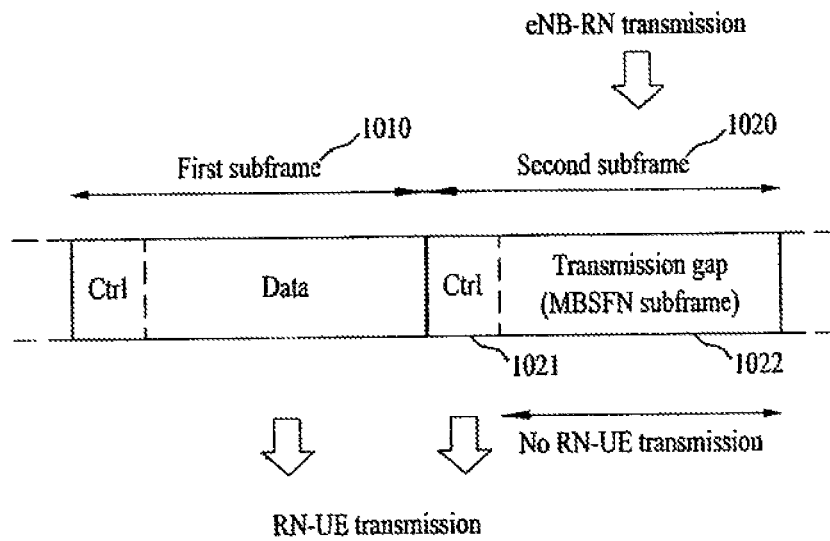 eNB-RN transmission
1010
1020
First subframe
Second subframe
Ctrl
Data
Ctrl
Transmission gap
(MBSFN subframe)
1021
1022
No RN-UE transmission
RN-UE transmission